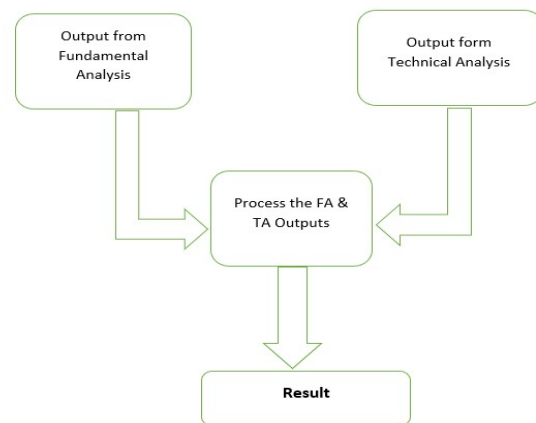 Output from
Fundamental
Analysis
Output form
Technical Analysis
Process the FA &
TA Outputs
Result